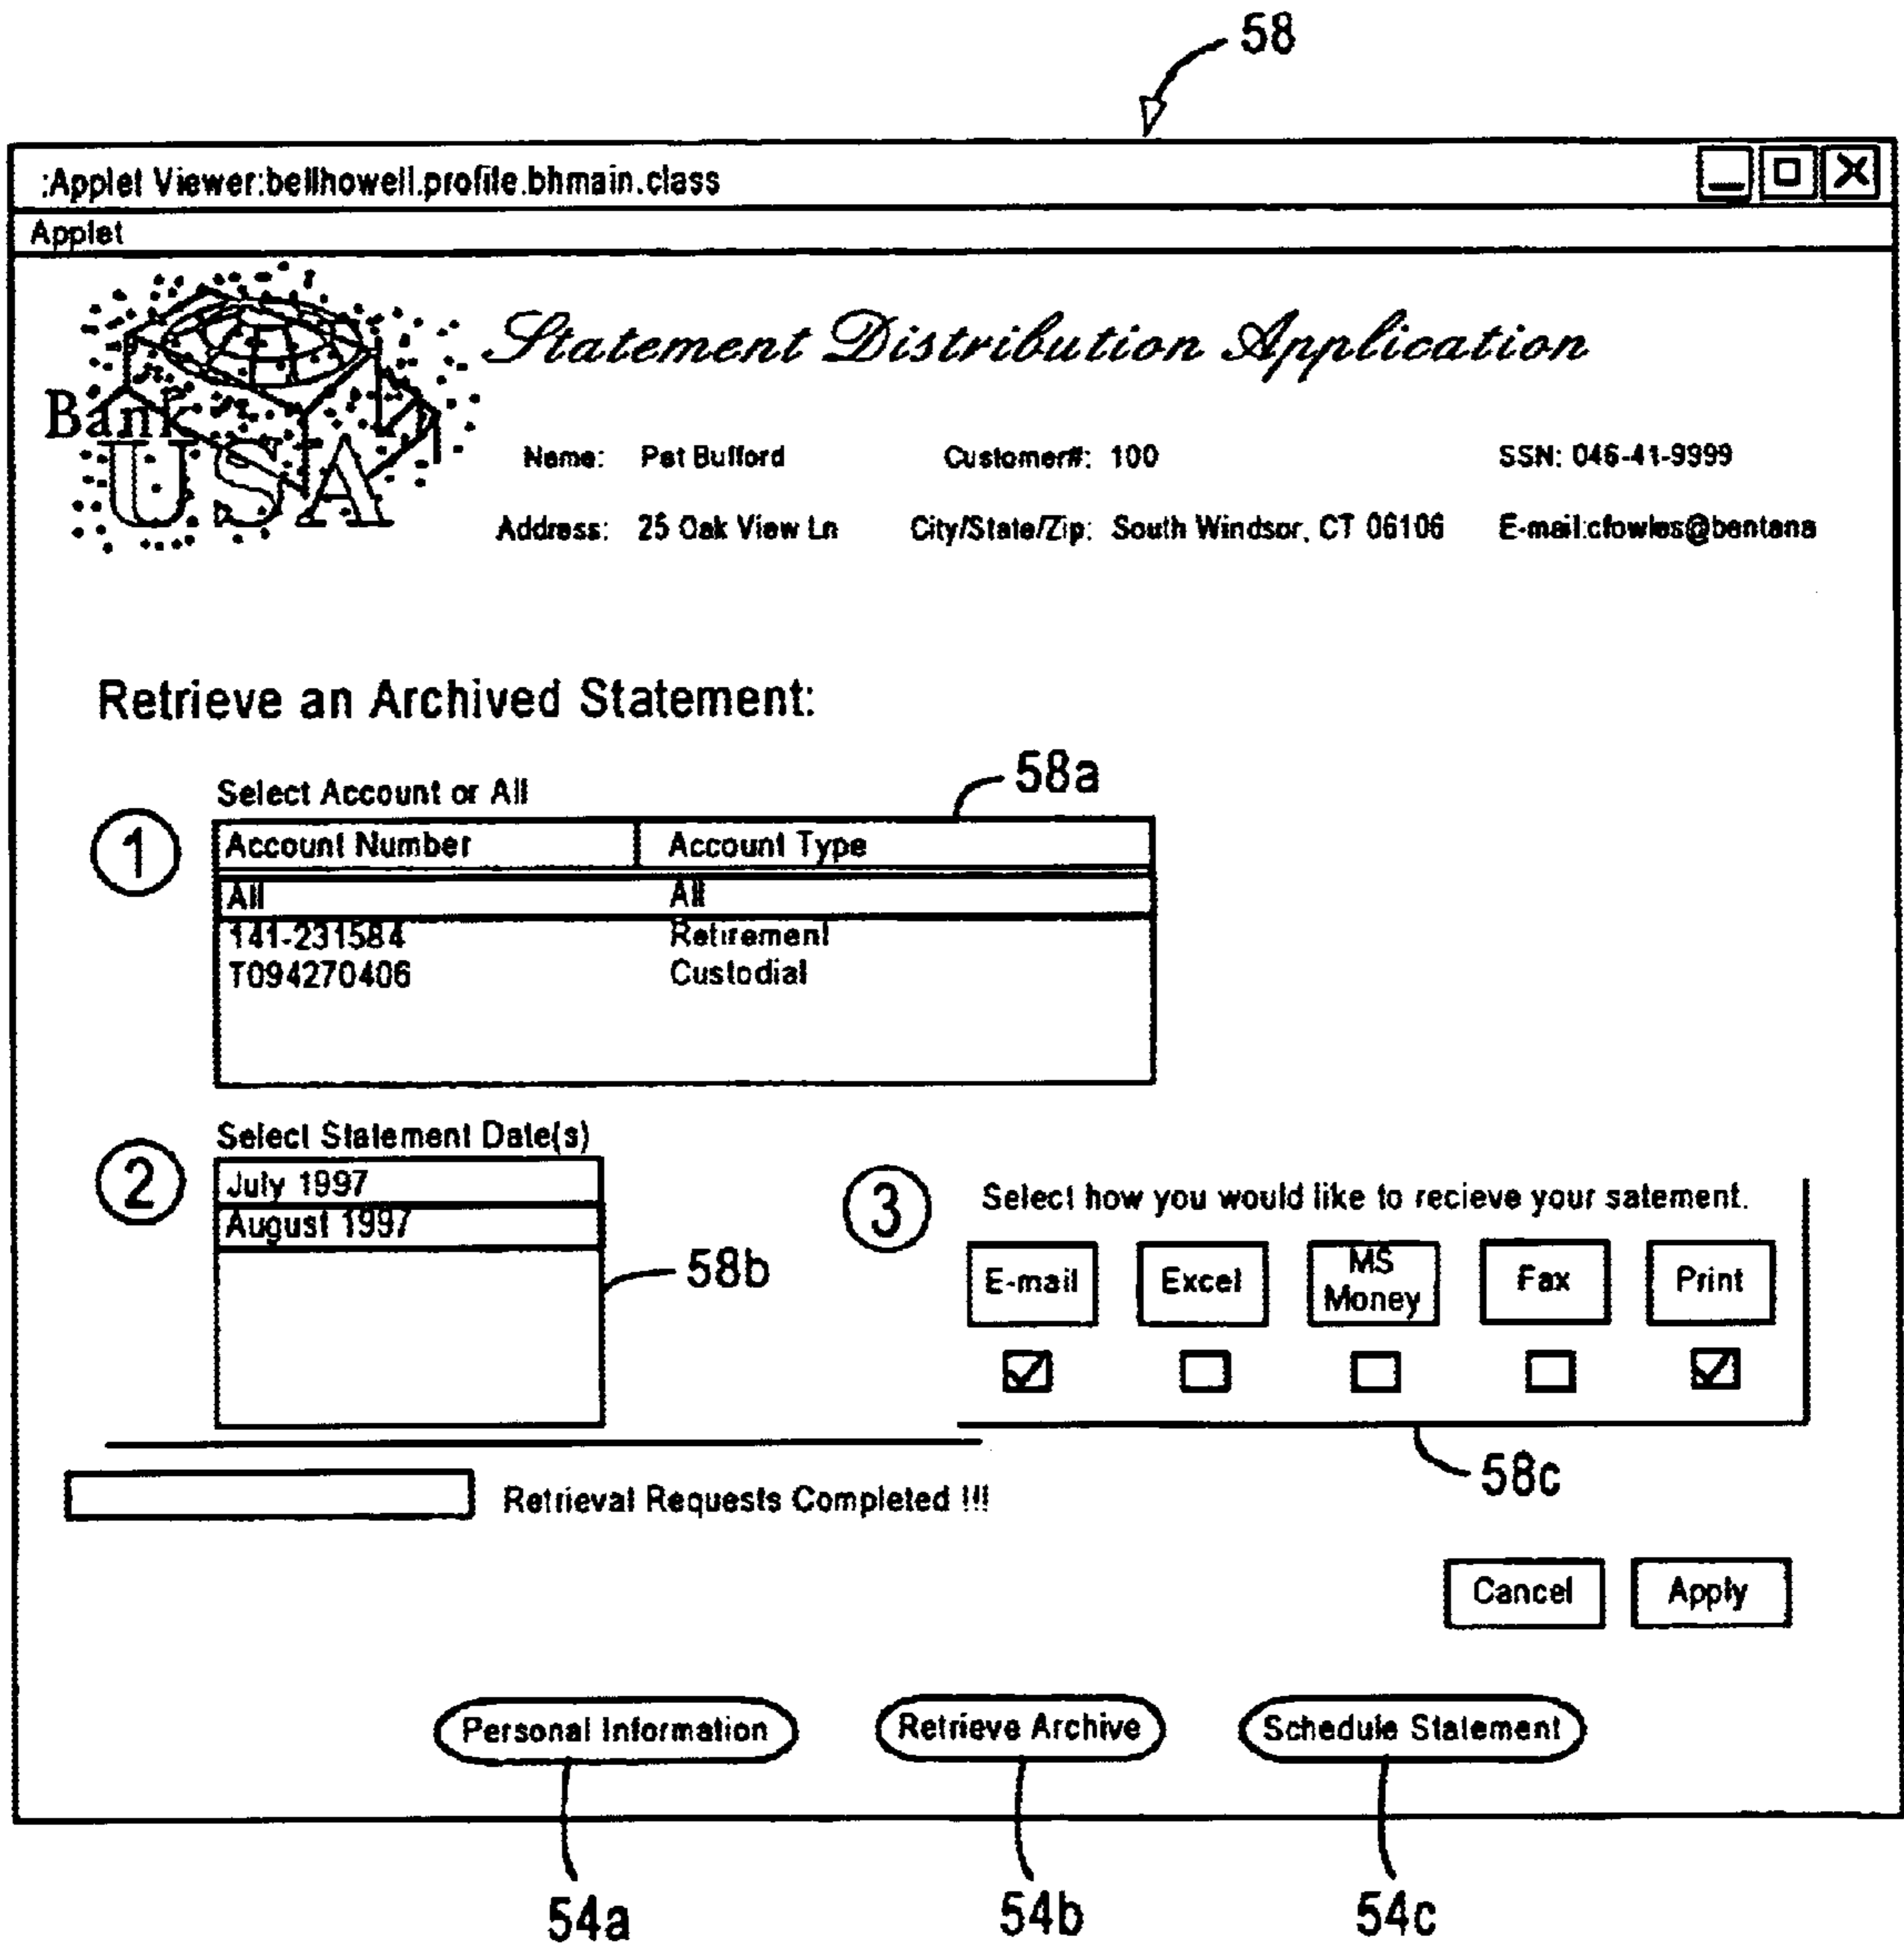 58
:Applet Viewer:bellhowell.profile.bhmain.class
Applet
Statement Distribution Application
Bank
USA
Name: Pat Bufford Customer#: 100 SSN: 046-41-9999
Address: 25 Oak View Ln City/State/Zip: South Windsor, CT 06106 E-mail:cfowles@bentana
Retrieve an Archived Statement:
Select Account or All
58a
1
Account Number Account Type
All All
141-231584 Retirement
T094270406 Custodial
2
Select Statement Date(s)
July 1997
August 1997
58b
3
Select how you would like to recieve your satement.
E-mail Excel MS Money Fax Print
58c
Retrieval Requests Completed !!!
Cancel Apply
Personal Information Retrieve Archive Schedule Statement
54a 54b 54c